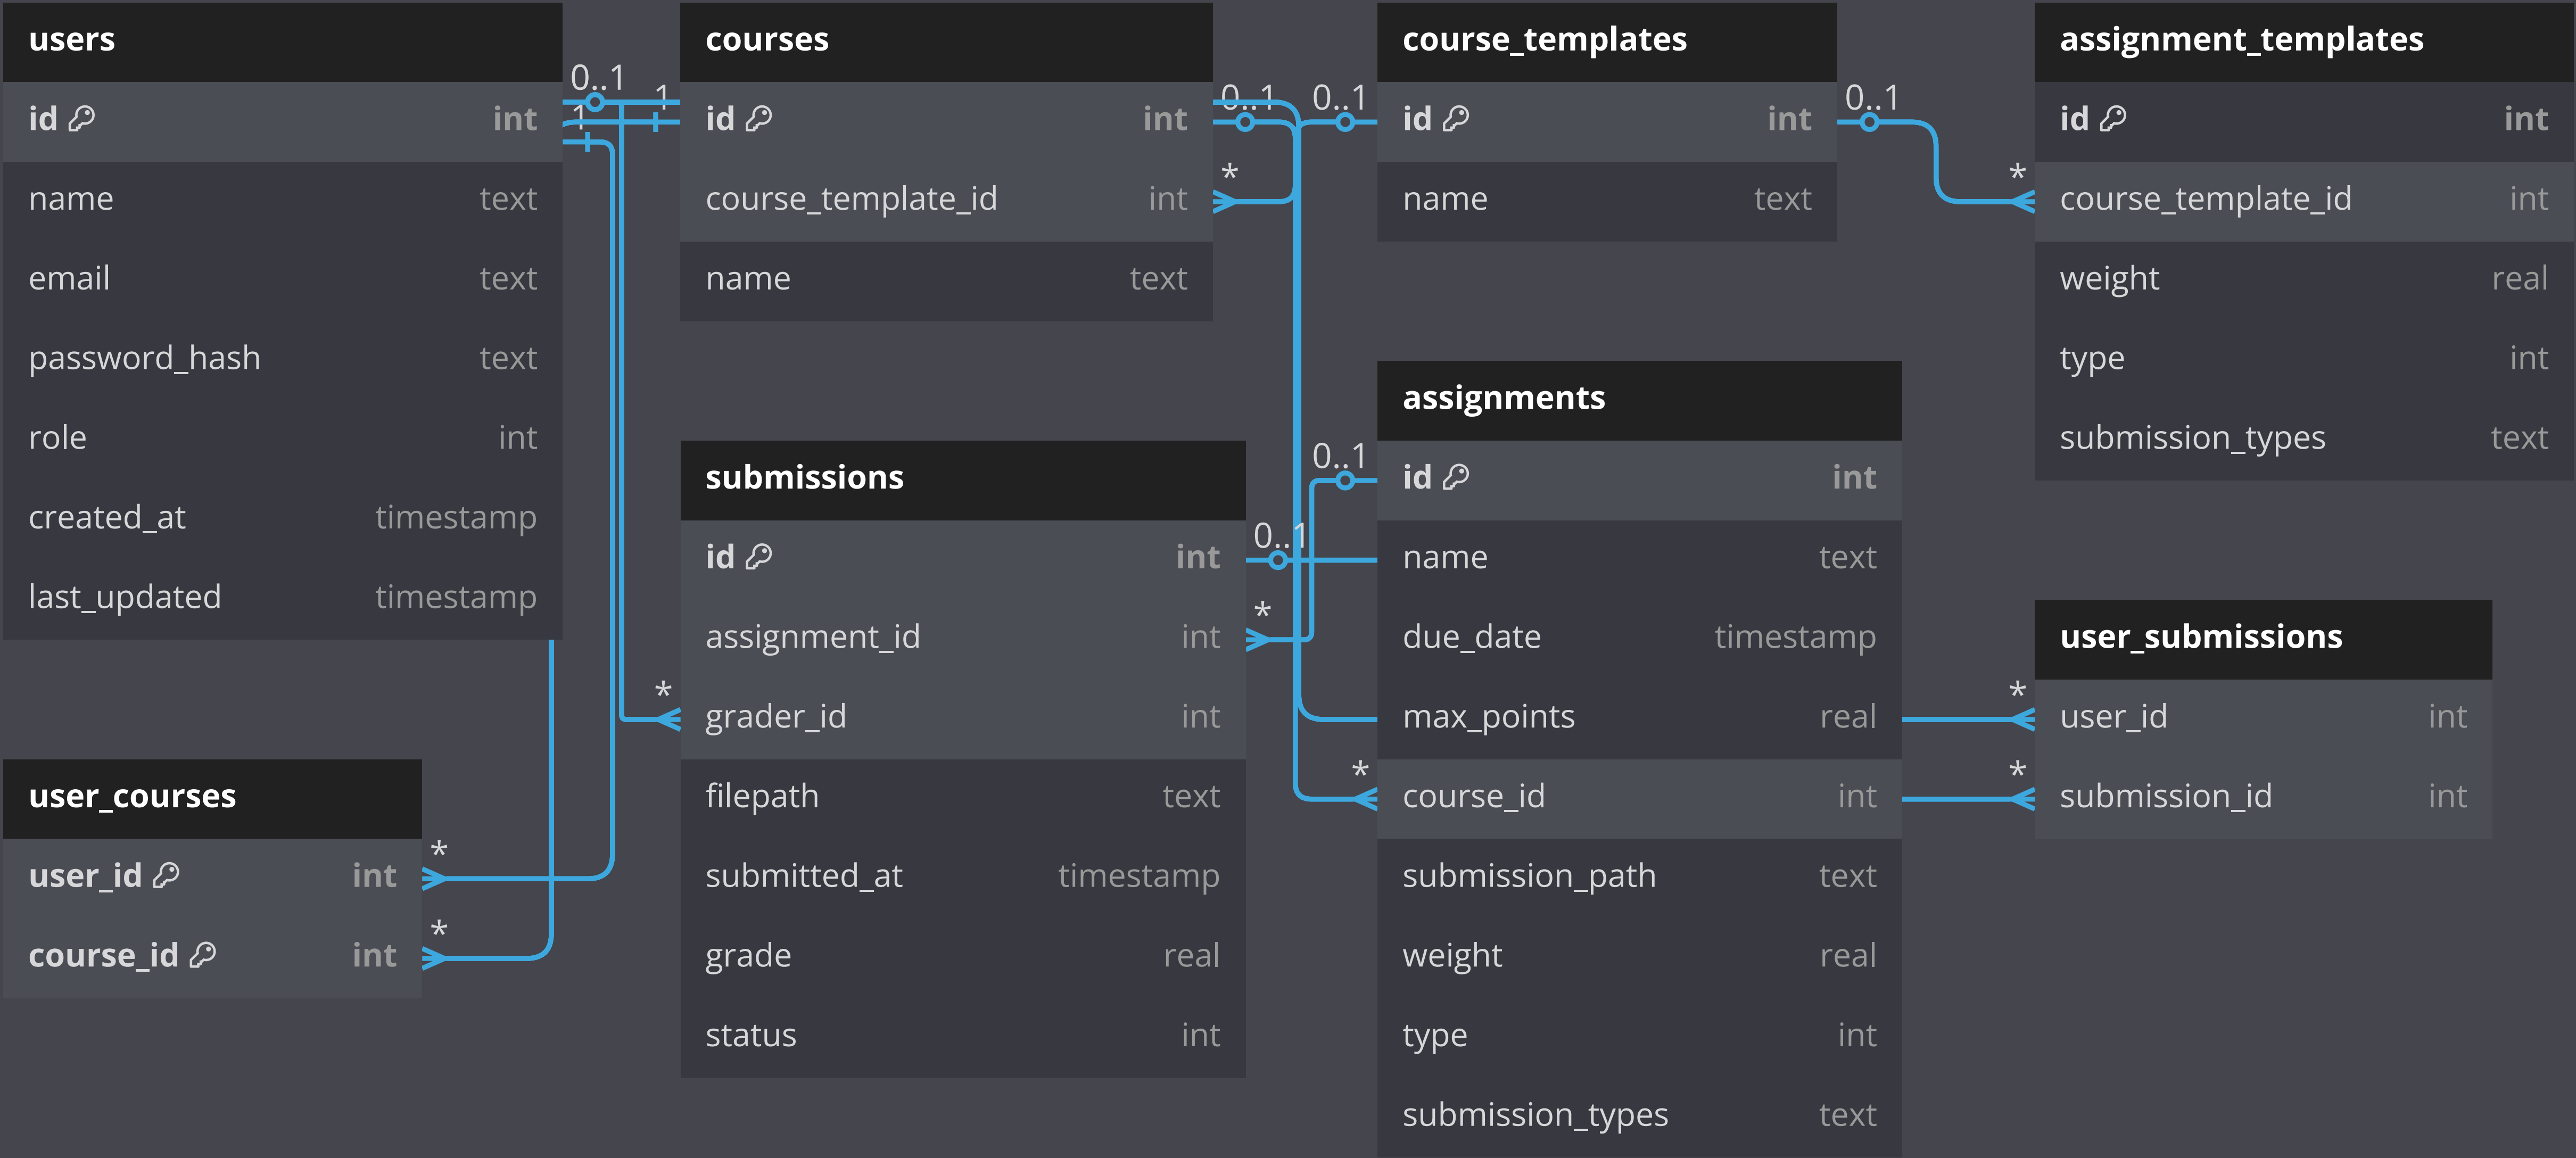 users
id int
name text
email text
password_hash text
role int
created_at timestamp
last_updated timestamp
0..1
1
1
courses
id int
course_template_id int
name text
0..1
0..1
*
course_templates
id int
name text
0..1
*
assignment_templates
id int
course_template_id int
weight real
type int
submission_types text
submissions
id int
assignment_id int
grader_id int
filepath text
submitted_at timestamp
grade real
status int
*
0..1
0..1
*
*
assignments
id int
name text
due_date timestamp
max_points real
course_id int
submission_path text
weight real
type int
submission_types text
*
*
user_submissions
user_id int
submission_id int
user_courses
user_id int
course_id int
*
*